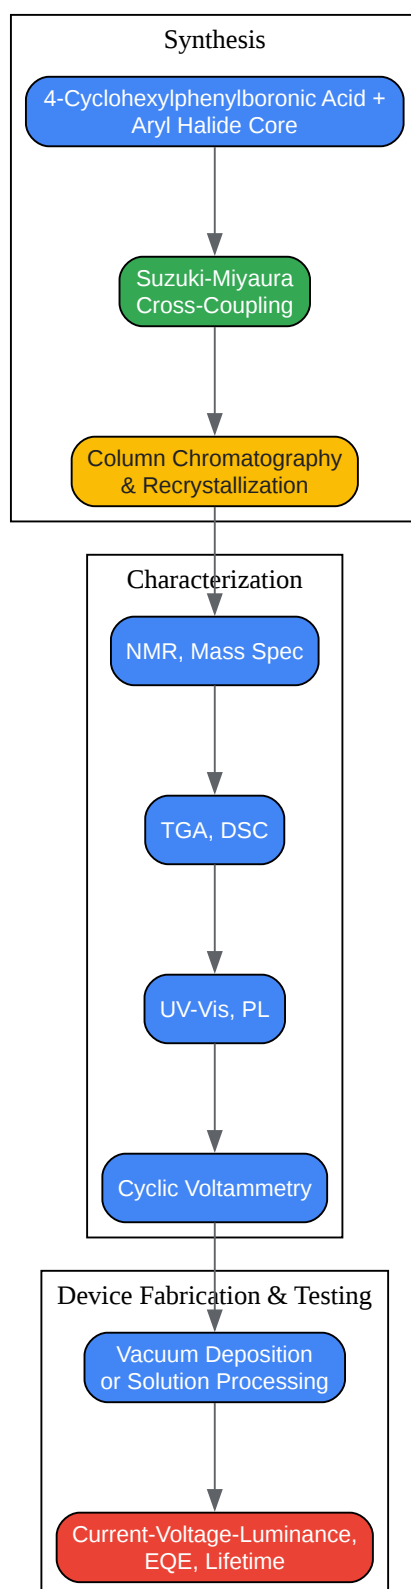 Synthesis
4-Cyclohexylphenylboronic Acid +
Aryl Halide Core
Suzuki-Miyaura
Cross-Coupling
Column Chromatography
& Recrystallization
Characterization
NMR, Mass Spec
TGA, DSC
UV-Vis, PL
Cyclic Voltammetry
Device Fabrication & Testing
Vacuum Deposition
or Solution Processing
Current-Voltage-Luminance,
EQE, Lifetime